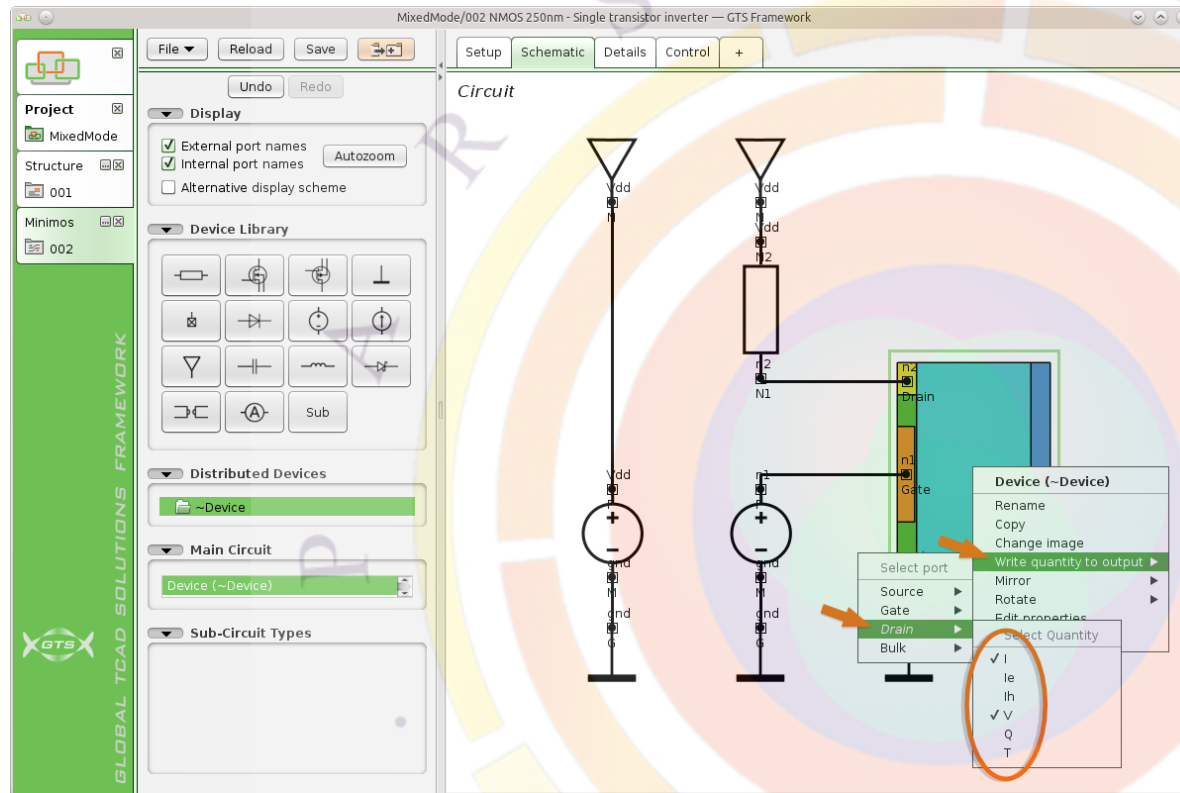 MixedMode/002 NMOS 250nm - Single transistor inverter — GTS Framework
File Reload Save
Setup Schematic Details Control +
Undo Redo
Project
MixedMode
Structure
001
Minimos
002
GLOBAL TCAD SOLUTIONS FRAMEWORK
GTS
Display
External port names
Internal port names
Autozoom
Alternative display scheme
Device Library
A
Sub
Distributed Devices
~Device
Main Circuit
Device (~Device)
Sub-Circuit Types
Circuit
Vdd
Vdd
Vdd
N2
n2
N1
n2
Drain
n1
Gate
Vdd
n1
+
+
gnd
gnd
M
M
gnd
gnd
G
G
Device (~Device)
Rename
Copy
Change image
Write quantity to output
Mirror
Rotate
Edit properties
Select port
Source
Gate
Drain
Bulk
Select Quantity
I
Ie
Ih
V
Q
T